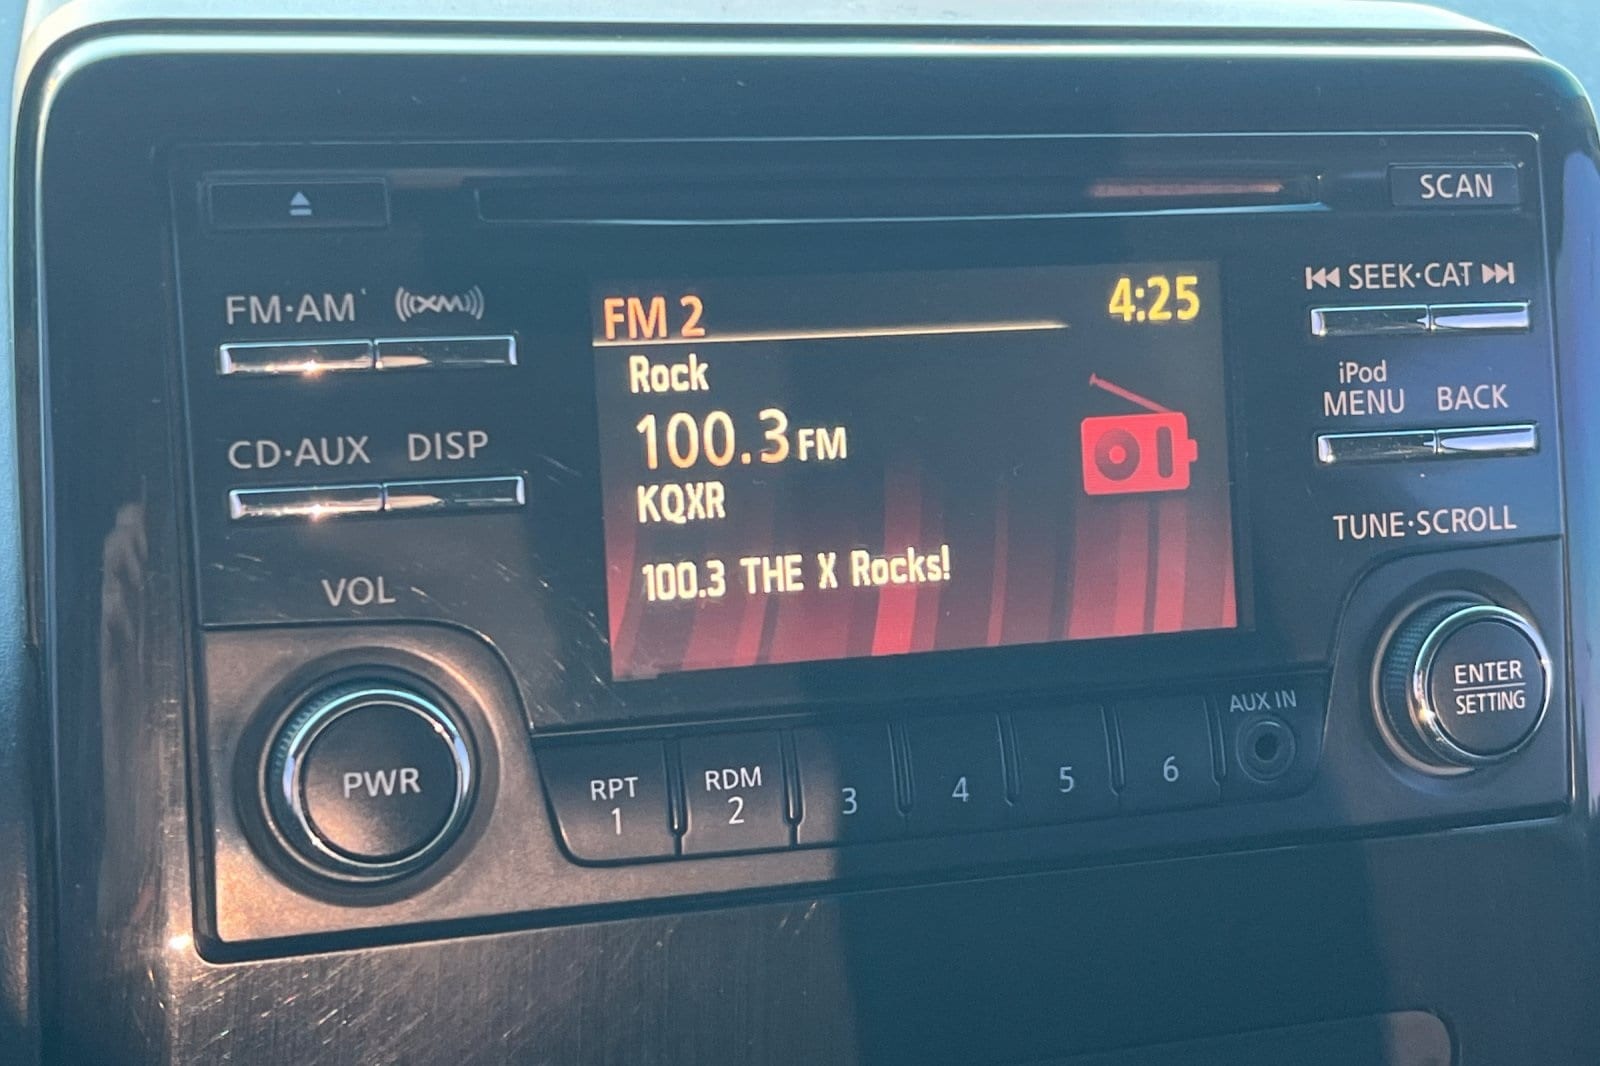 SCAN
FM·AM
((XM))
SEEK·CAT
iPod
MENU
BACK
CD·AUX
DISP
TUNE·SCROLL
VOL
FM 2
4:25
Rock
100.3 FM
KQXR
100.3 THE X Rocks!
PWR
RPT
1
RDM
2
3
4
5
6
AUX IN
ENTER
SETTING